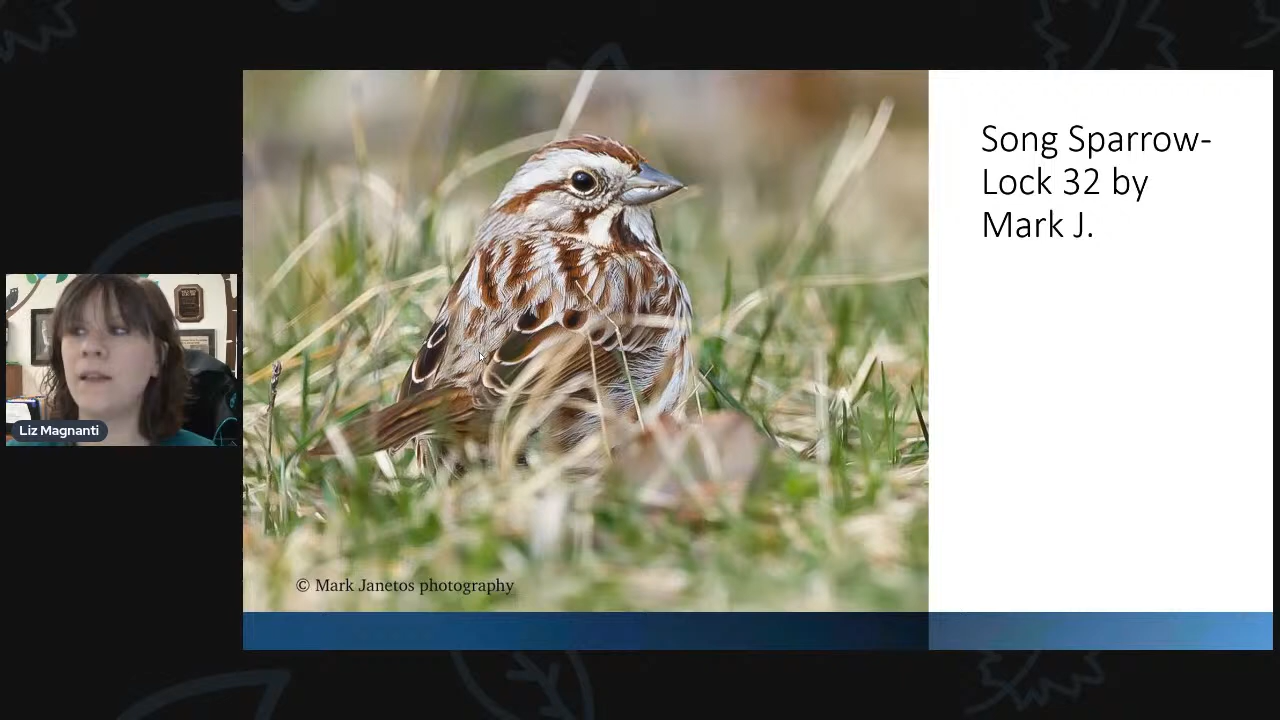 Song Sparrow-
Lock 32 by
Mark J.
Liz Magnanti
© Mark Janetos photography